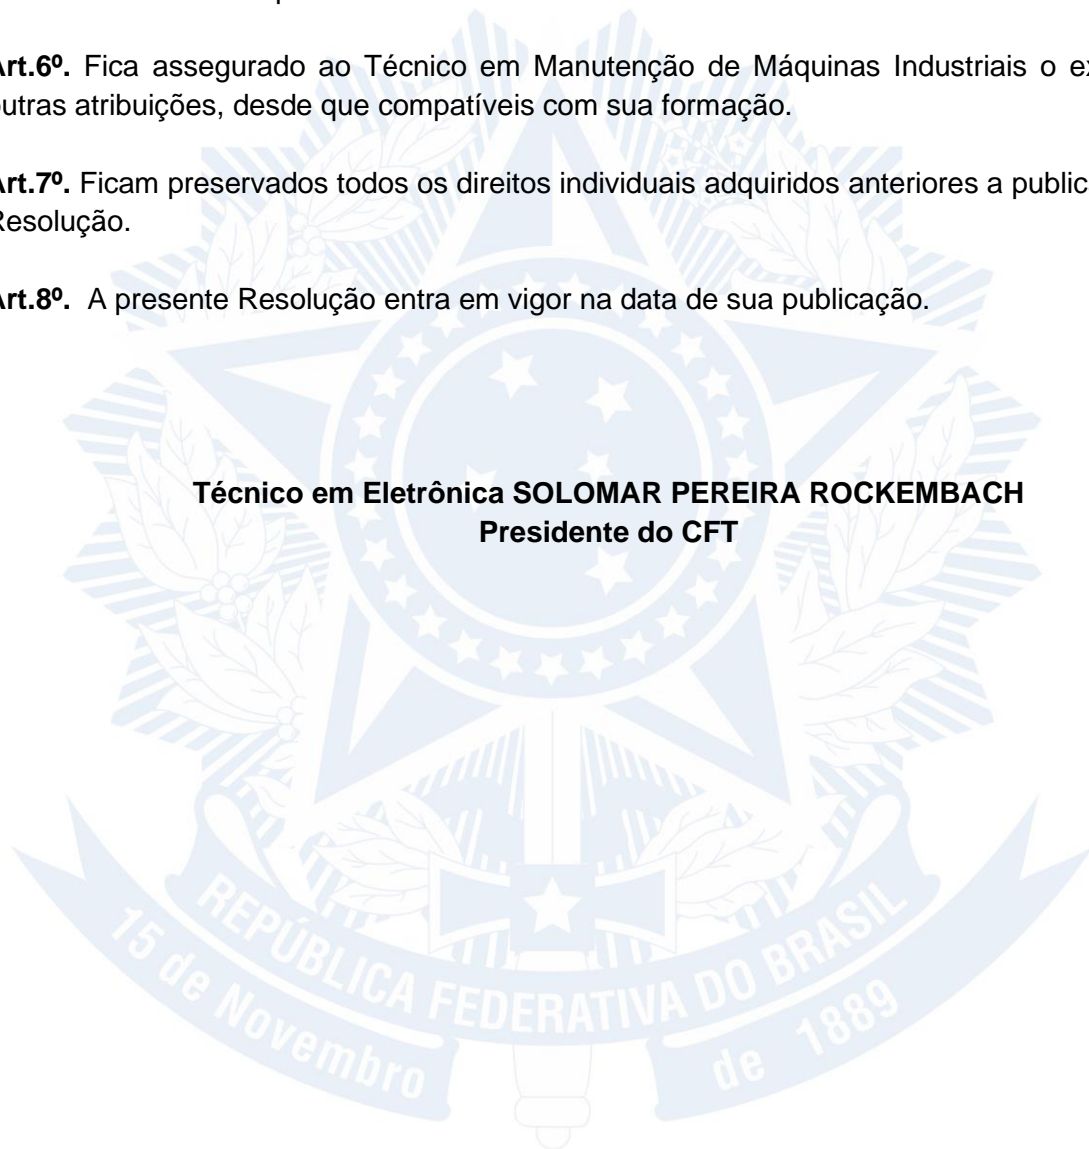 Art.6º. Fica assegurado ao Técnico em Manutenção de Máquinas Industriais o
outras atribuições, desde que compatíveis com sua formação.
Art.7º. Ficam preservados todos os direitos individuais adquiridos anteriores a
Resolução.
Art.8º. A presente Resolução entra em vigor na data de sua publicação.
Técnico em Eletrônica SOLOMAR PEREIRA ROCKEMBACH
Presidente do CFT
REPÚBLICA FEDERATIVA DO BRASIL
15 de Novembro de 1889